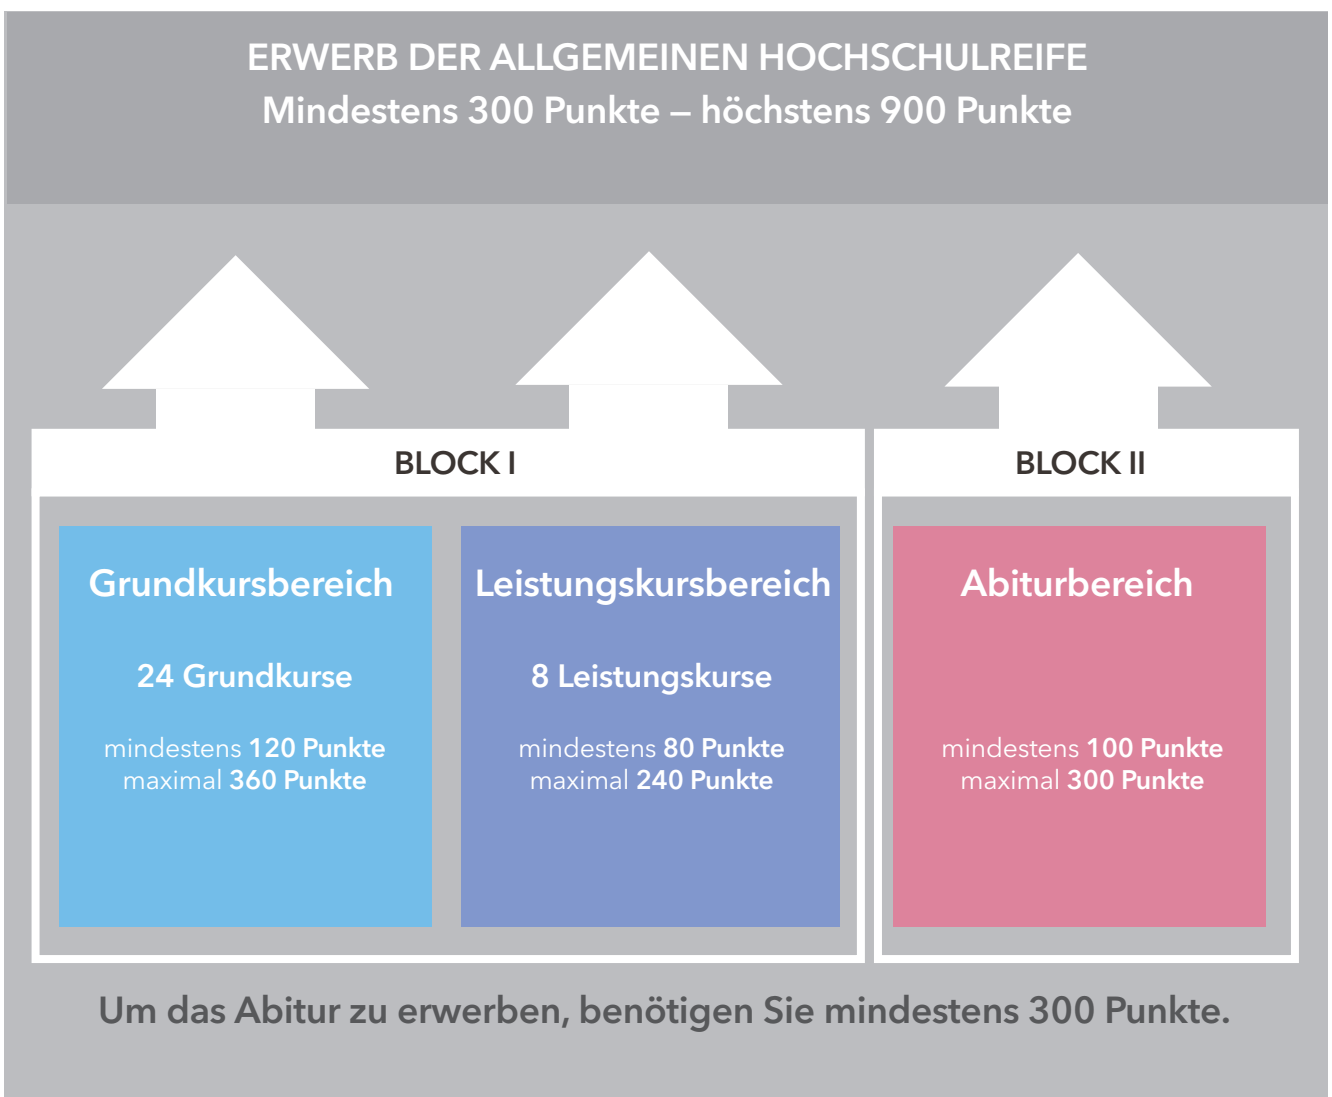 ERWERB DER ALLGEMEINEN HOCHSCHULREIFE
Mindestens 300 Punkte – höchstens 900 Punkte
BLOCK I
Grundkursbereich
24 Grundkurse
mindestens 120 Punkte
maximal 360 Punkte
Leistungskursbereich
8 Leistungskurse
mindestens 80 Punkte
maximal 240 Punkte
BLOCK II
Abiturbereich
mindestens 100 Punkte
maximal 300 Punkte
Um das Abitur zu erwerben, benötigen Sie mindestens 300 Punkte.